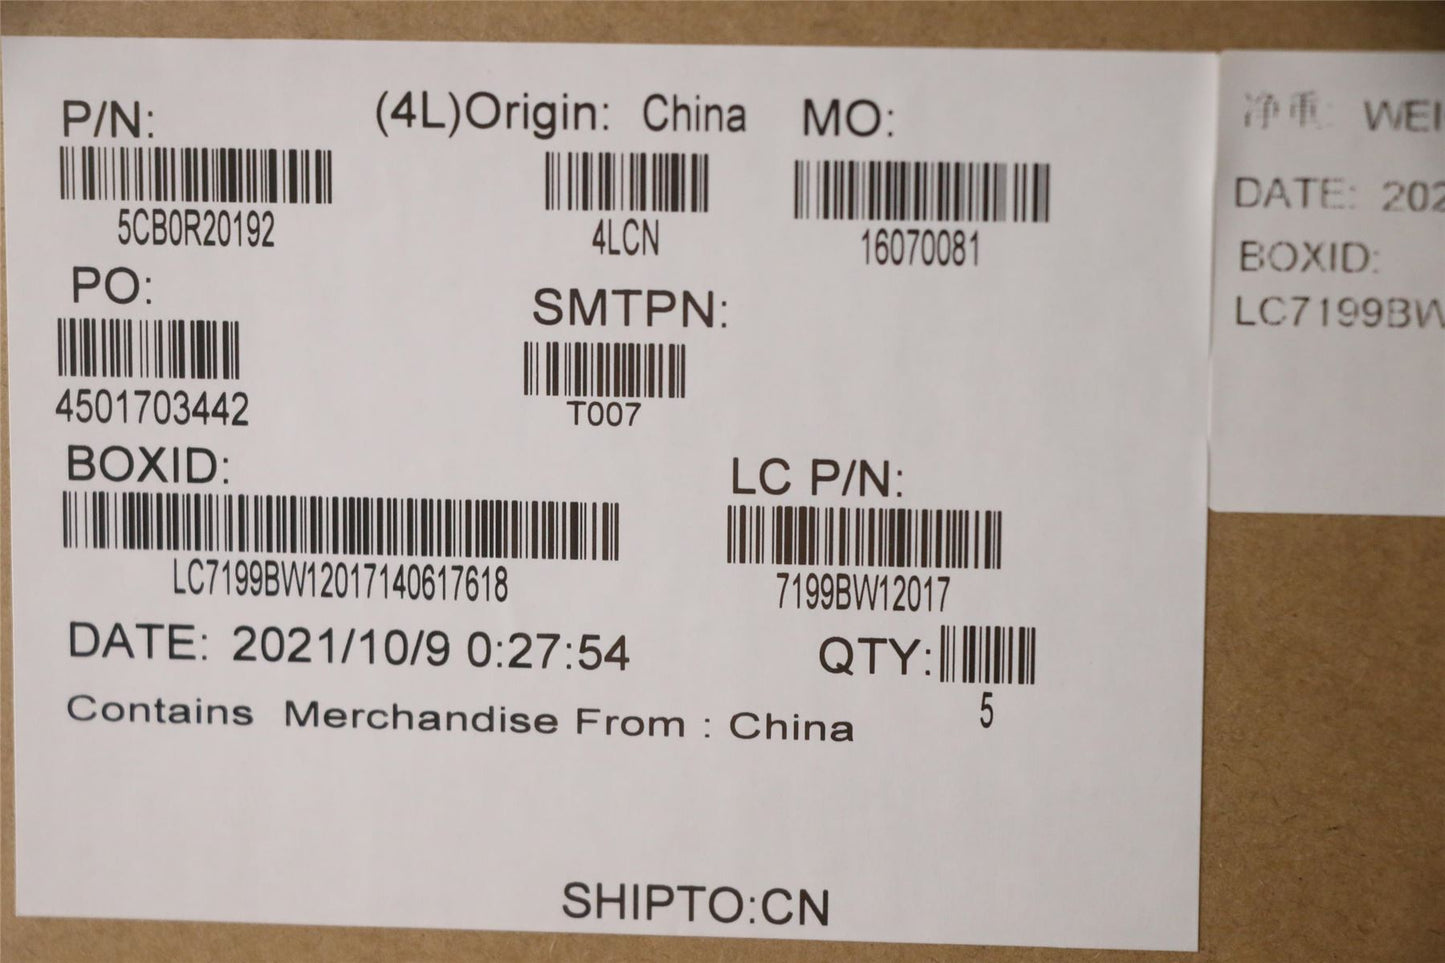 P/N:
(4L)Origin: China
MO:
5CB0R20192
4LCN
16070081
PO:
SMTPN:
4501703442
T007
BOXID:
LC P/N:
LC7199BW12017140617618
7199BW12017
DATE: 2021/10/9 0:27:54
QTY:
5
Contains Merchandise From : China
SHIPTO:CN
净重: WEI
DATE: 202
BOXID:
LC7199BW